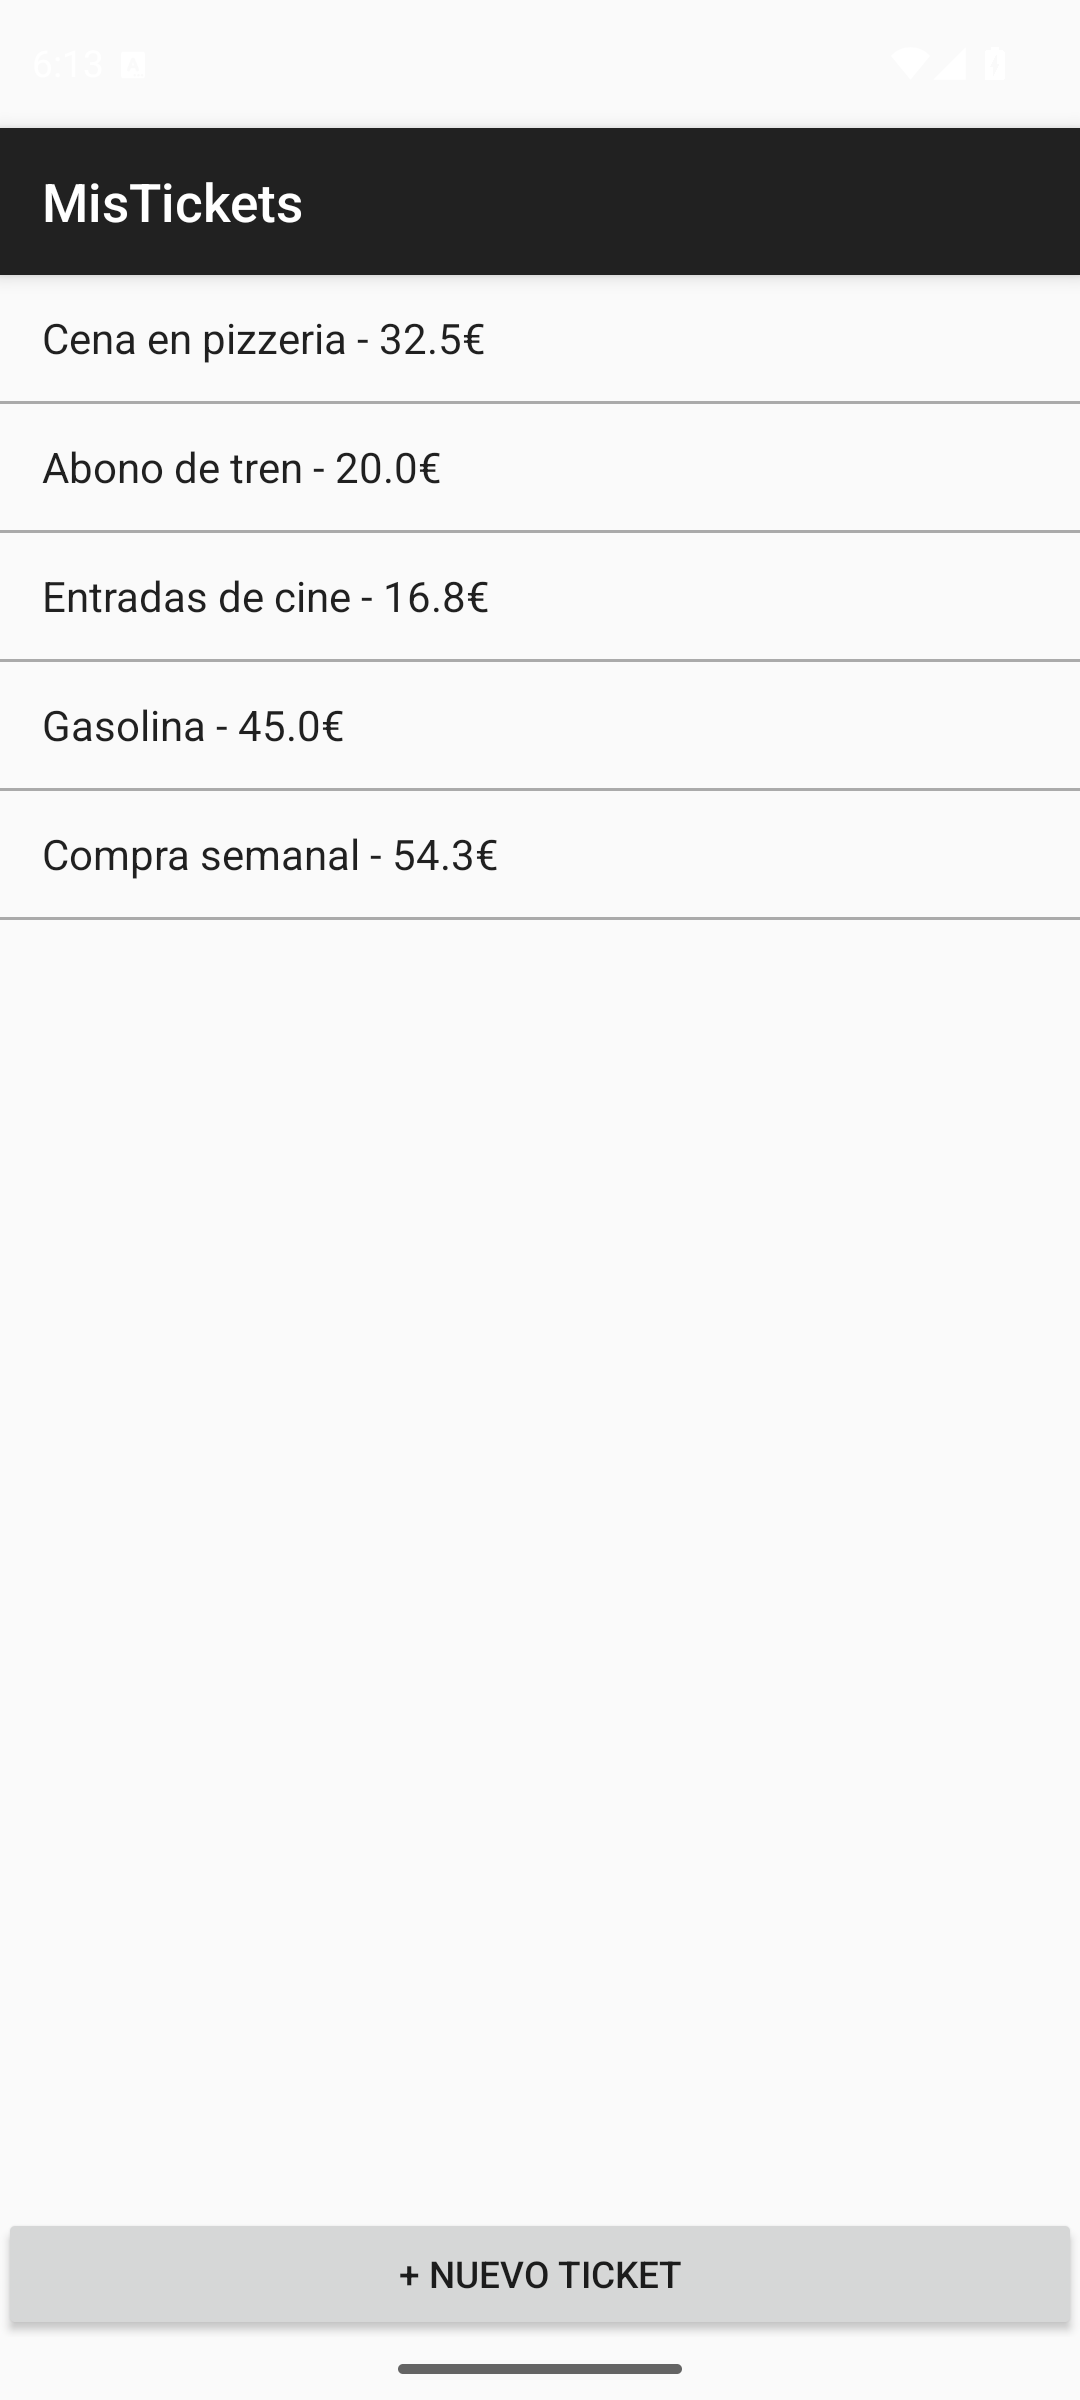 6:13
MisTickets
Cena en pizzeria - 32.5€
Abono de tren - 20.0€
Entradas de cine - 16.8€
Gasolina - 45.0€
Compra semanal - 54.3€
+ NUEVO TICKET